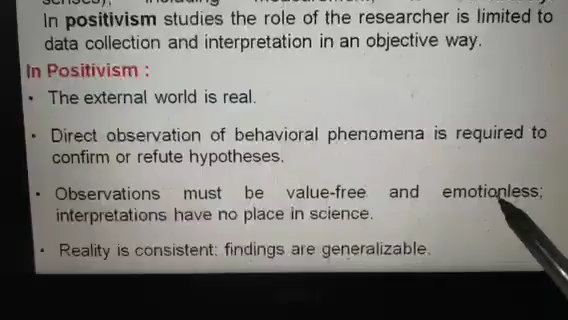 In positivism studies the role of the researcher is limited to
data collection and interpretation in an objective way.
In Positivism :
• The external world is real.
• Direct observation of behavioral phenomena is required to
confirm or refute hypotheses.
• Observations must be value-free and emotionless;
interpretations have no place in science.
• Reality is consistent: findings are generalizable.